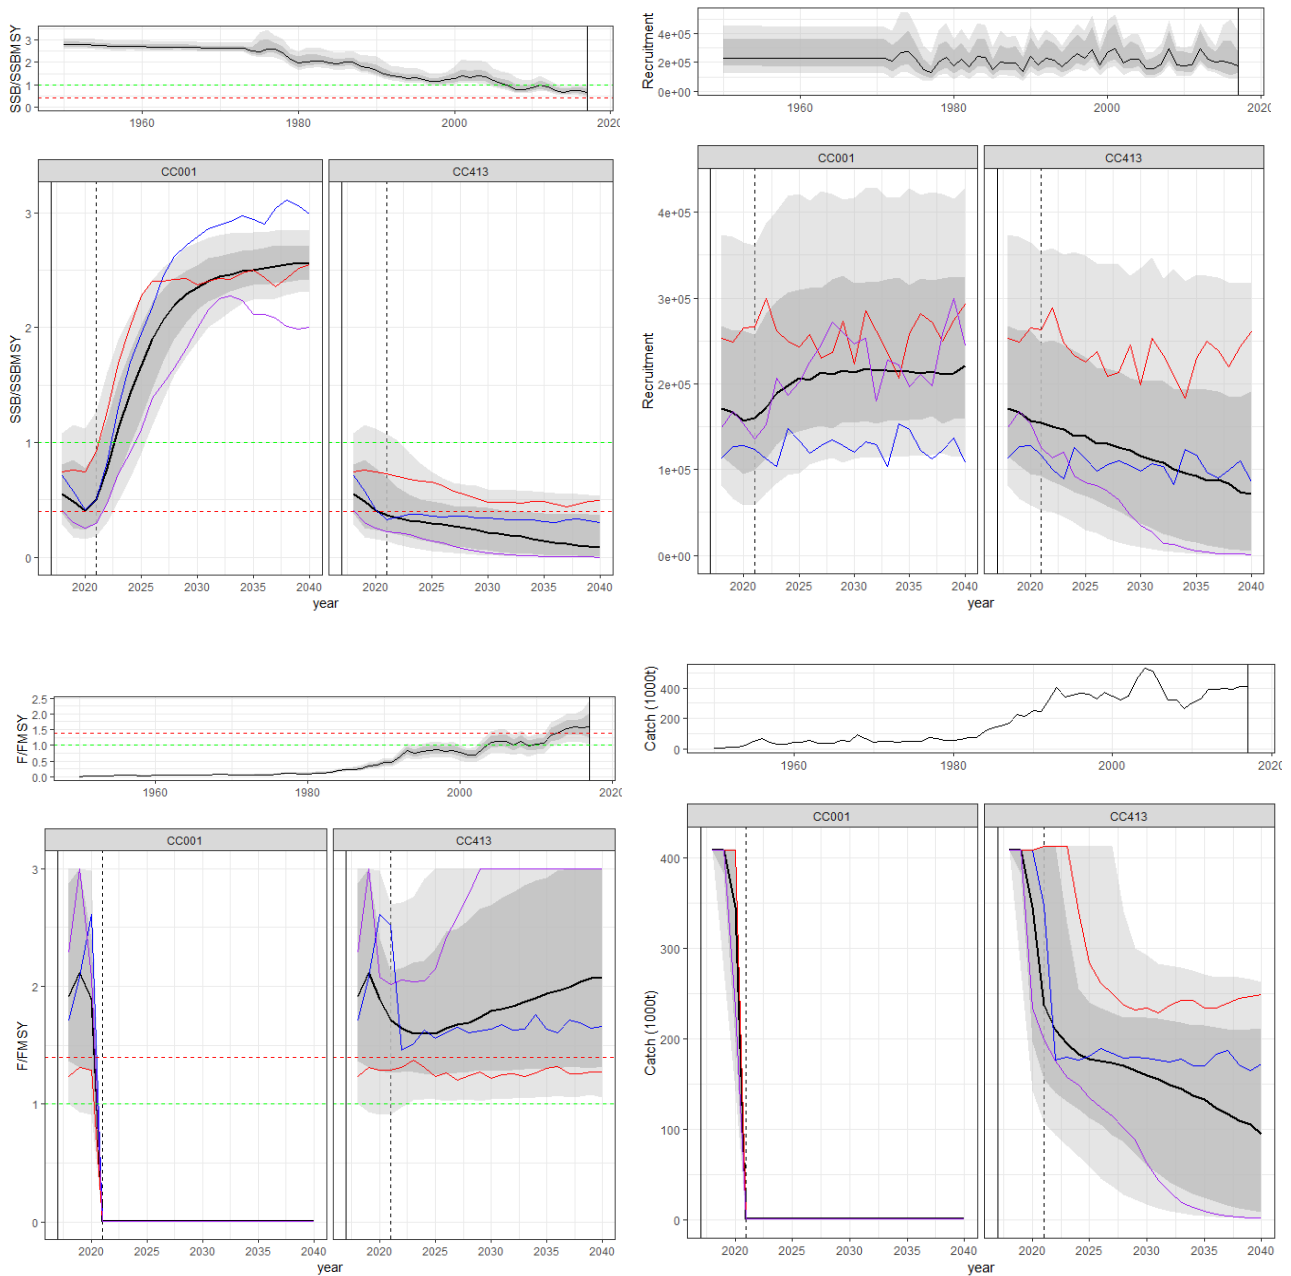 SSB/SSBMSY
3
2
1
0
1960
1980
2000
2020
Recruitment
4e+05
2e+05
0e+00
1960
1980
2000
2020
CC001
CC413
SSB/SSBMSY
3
2
1
0
2020
2025
2030
2035
2040
2020
2025
2030
2035
2040
year
CC001
CC413
Recruitment
4e+05
3e+05
2e+05
1e+05
0e+00
2020
2025
2030
2035
2040
2020
2025
2030
2035
2040
year
F/FMSY
2.5
2.0
1.5
1.0
0.5
0.0
1960
1980
2000
2020
Catch (1000t)
400
200
0
1960
1980
2000
2020
CC001
CC413
F/FMSY
3
2
1
0
2020
2025
2030
2035
2040
2020
2025
2030
2035
2040
year
CC001
CC413
Catch (1000t)
400
300
200
100
0
2020
2025
2030
2035
2040
2020
2025
2030
2035
2040
year